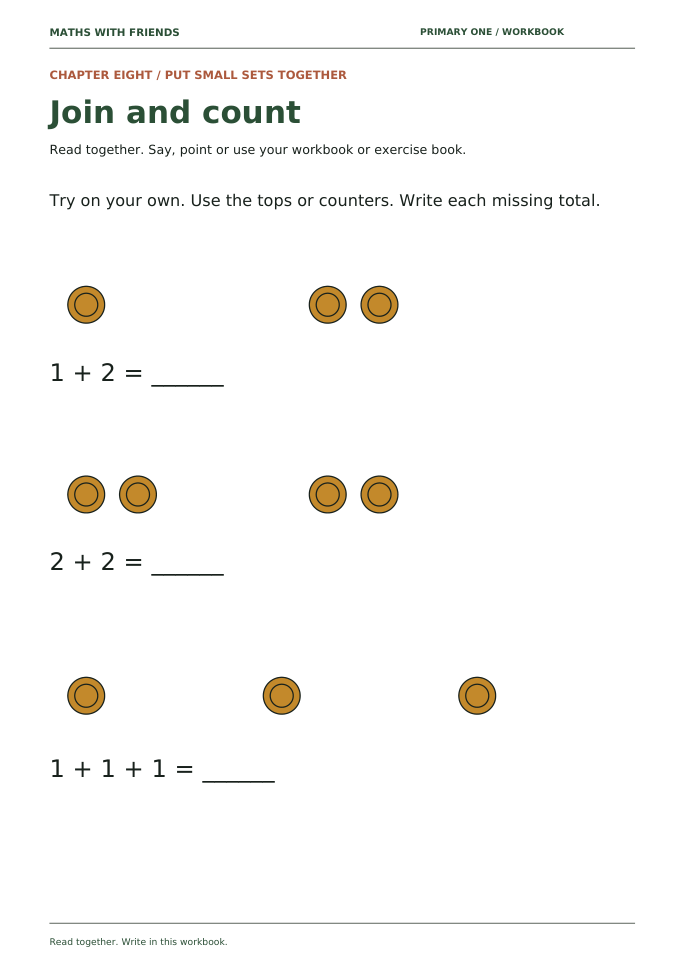 MATHS WITH FRIENDS
PRIMARY ONE / WORKBOOK
CHAPTER EIGHT / PUT SMALL SETS TOGETHER
Join and count
Read together. Say, point or use your workbook or exercise book.
Try on your own. Use the tops or counters. Write each missing total.
1 + 2 = ______
2 + 2 = ______
1 + 1 + 1 = ______
Read together. Write in this workbook.